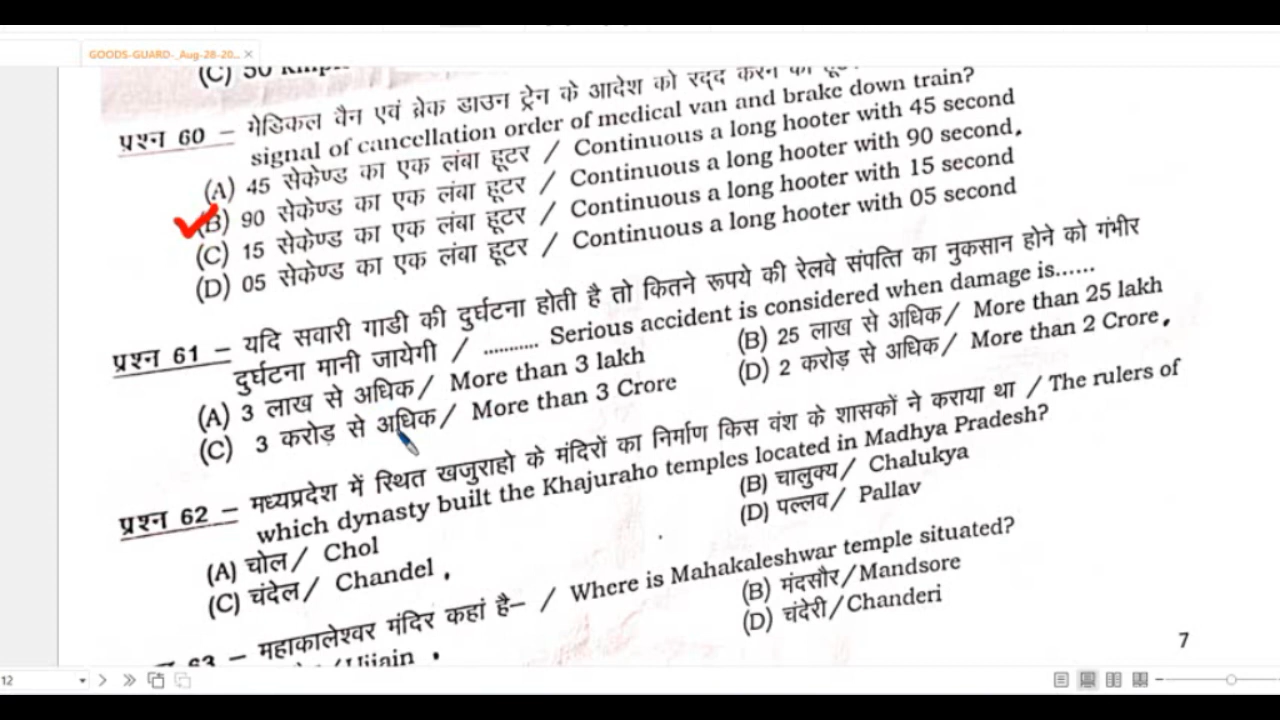 GOODS-GUARD-_Aug-28-20...
(C) 50
प्रश्न 60 – मेडिकल वैन एवं ब्रेक डाउन ट्रेन के आदेश को रद्द करने का
signal of cancellation order of medical van and brake down train?
(A) 45 सेकेण्ड का एक लंबा हूटर / Continuous a long hooter with 45 second
(B) 90 सेकेण्ड का एक लंबा हूटर / Continuous a long hooter with 90 second.
(C) 15 सेकेण्ड का एक लंबा हूटर / Continuous a long hooter with 15 second
(D) 05 सेकेण्ड का एक लंबा हूटर / Continuous a long hooter with 05 second
प्रश्न 61 – यदि सवारी गाडी की दुर्घटना होती है तो कितने रूपये की रेलवे संपत्ति का नुकसान होने को गंभीर
दुर्घटना मानी जायेगी / ........... Serious accident is considered when damage is......
(A) 3 लाख से अधिक/ More than 3 lakh (B) 25 लाख से अधिक/ More than 25 lakh
(C) 3 करोड़ से अधिक/ More than 3 Crore (D) 2 करोड़ से अधिक/ More than 2 Crore.
प्रश्न 62 – मध्यप्रदेश में स्थित खजुराहो के मंदिरों का निर्माण किस वंश के शासकों ने कराया था / The rulers of
which dynasty built the Khajuraho temples located in Madhya Pradesh?
(A) चोल/ Chol (B) चालुक्य/ Chalukya
(C) चंदेल/ Chandel . (D) पल्लव/ Pallav
63 – महाकालेश्वर मंदिर कहां है– / Where is Mahakaleshwar temple situated?
/Ujjain . (B) मंदसौर/Mandsore
(D) चंदेरी/Chanderi
7
12